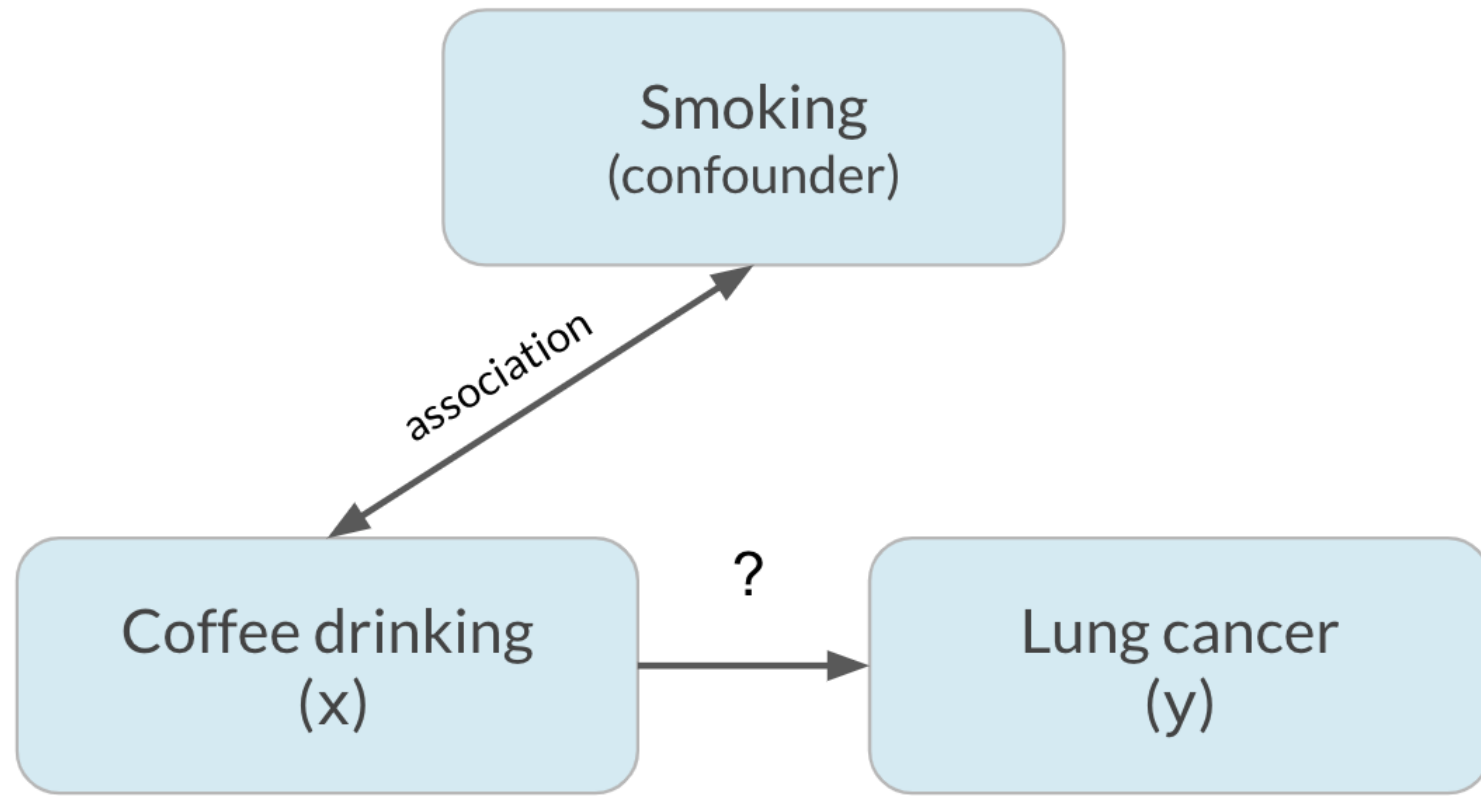 Smoking
(confounder)
association
?
Coffee drinking
(x)
Lung cancer
(y)